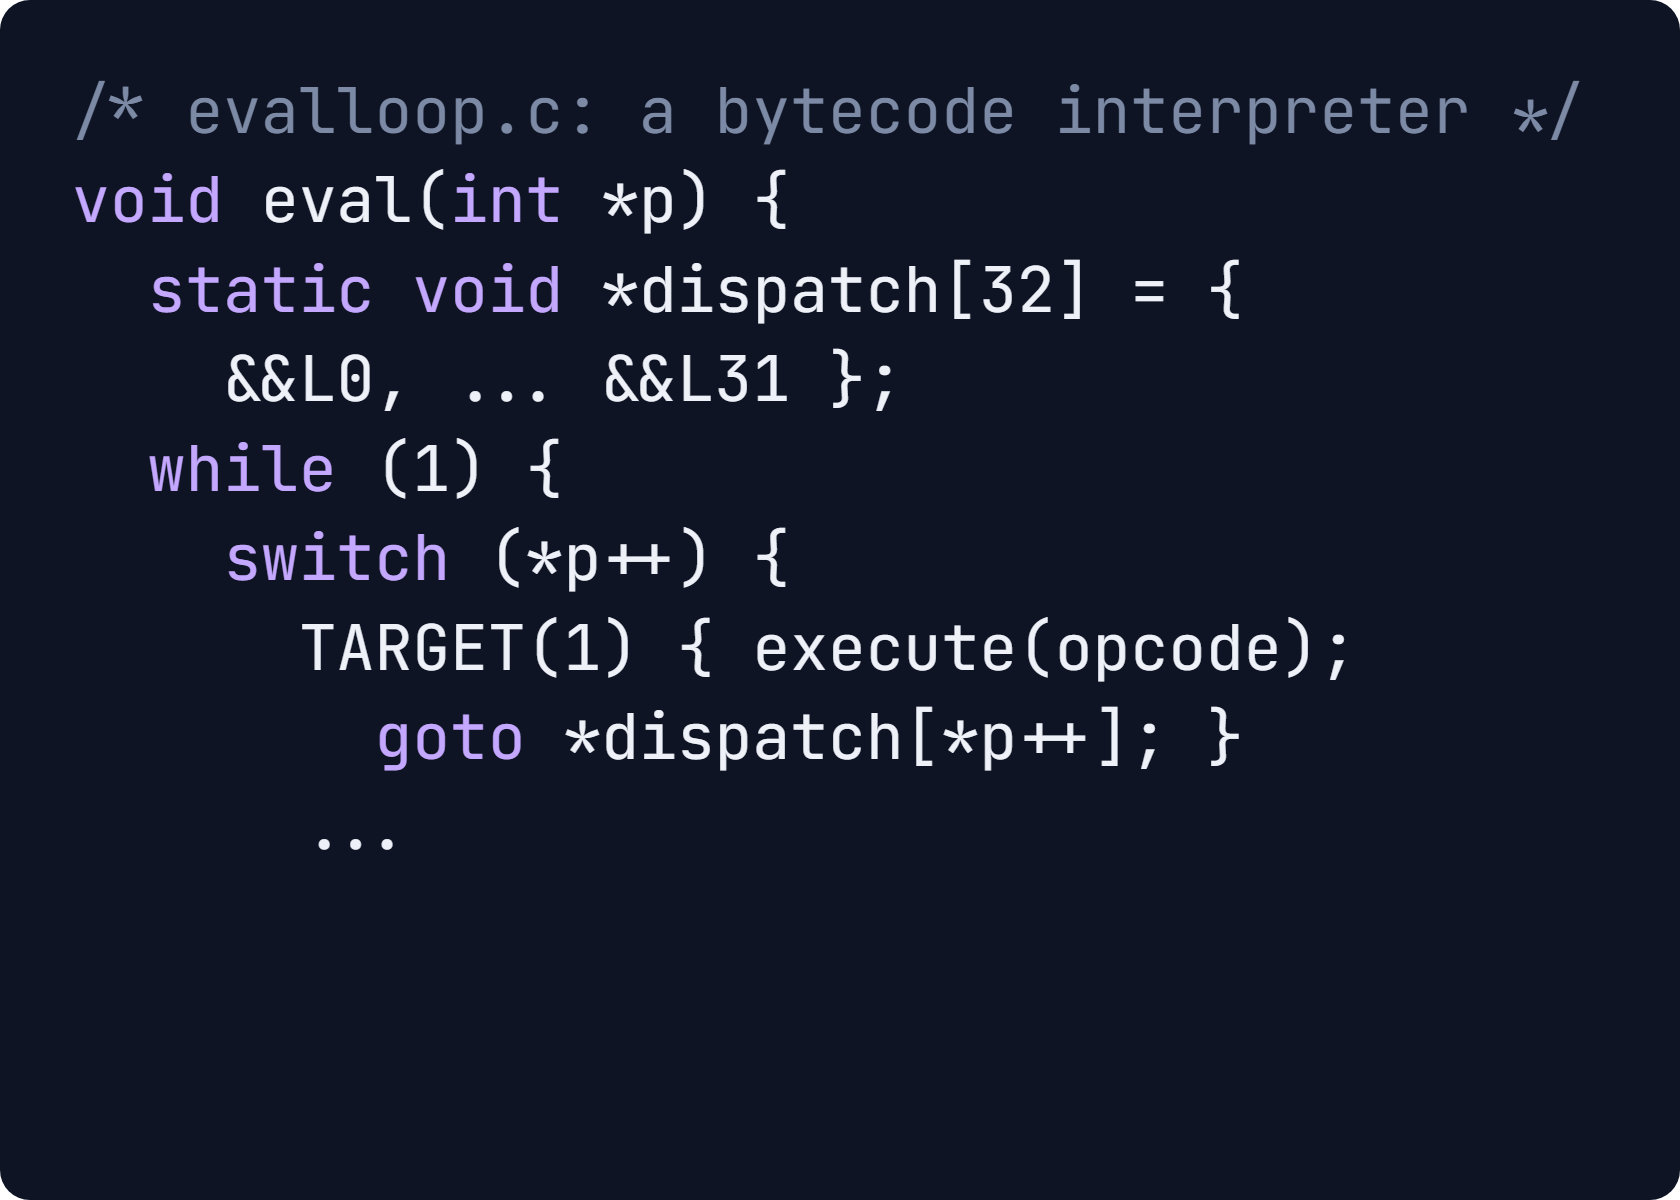 /* evalloop.c: a bytecode interpreter */
void eval(int *p) {
  static void *dispatch[32] = {
    &&L0, ... &&L31 };
  while (1) {
    switch (*p++) {
      TARGET(1) { execute(opcode);
        goto *dispatch[*p++]; }
      ...